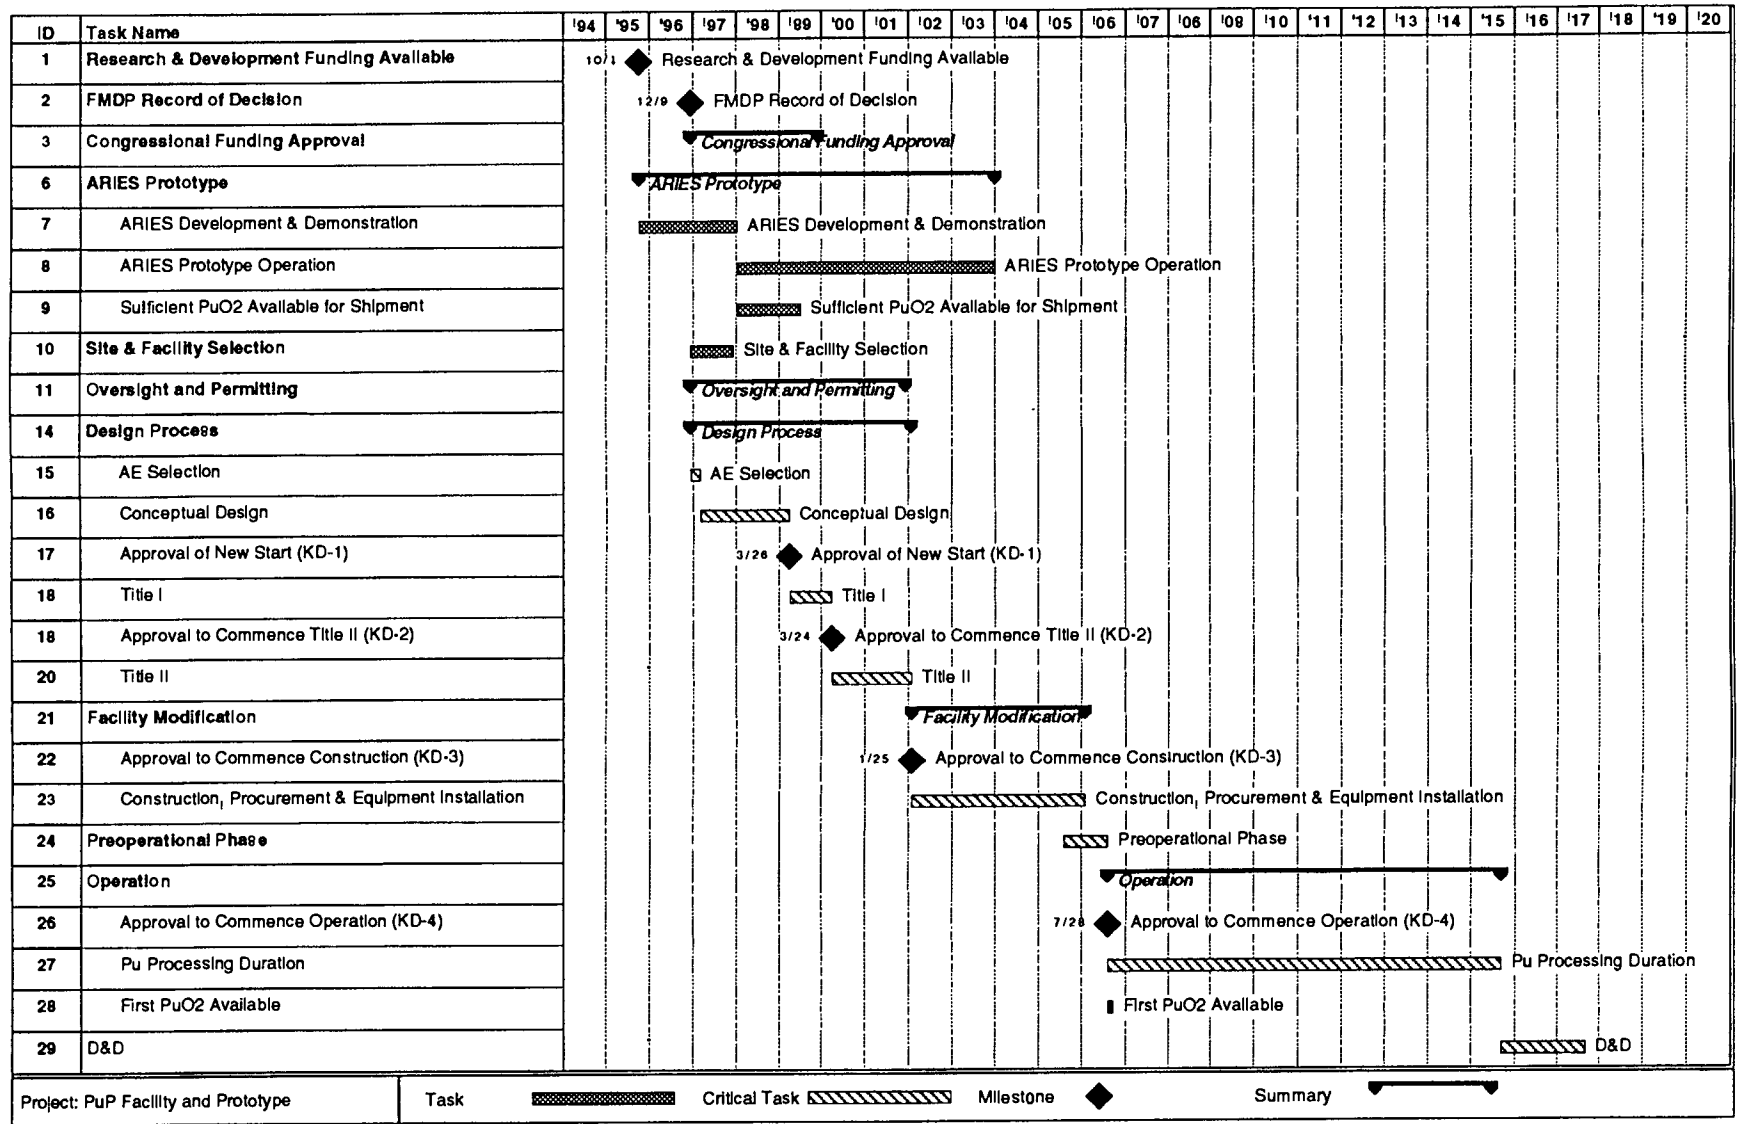 ID Task Name '94 '95 '96 '97 '98 '99 '00 '01 '02 '03 '04 '05 '06 '07 '08 '09 '10 '11 '12 '13 '14 '15 '16 '17 '18 '19 '20
1 Research & Development Funding Available 10/1 Research & Development Funding Available
2 FMDP Record of Decision 12/9 FMDP Record of Decision
3 Congressional Funding Approval Congressional Funding Approval
6 ARIES Prototype ARIES Prototype
7 ARIES Development & Demonstration ARIES Development & Demonstration
8 ARIES Prototype Operation ARIES Prototype Operation
9 Sufficient PuO2 Available for Shipment Sufficient PuO2 Available for Shipment
10 Site & Facility Selection Site & Facility Selection
11 Oversight and Permitting Oversight and Permitting
14 Design Process Design Process
15 AE Selection AE Selection
16 Conceptual Design Conceptual Design
17 Approval of New Start (KD-1) 3/26 Approval of New Start (KD-1)
18 Title I Title I
18 Approval to Commence Title II (KD-2) 3/24 Approval to Commence Title II (KD-2)
20 Title II Title II
21 Facility Modification Facility Modification
22 Approval to Commence Construction (KD-3) 1/25 Approval to Commence Construction (KD-3)
23 Construction, Procurement & Equipment Installation Construction, Procurement & Equipment Installation
24 Preoperational Phase Preoperational Phase
25 Operation Operation
26 Approval to Commence Operation (KD-4) 7/28 Approval to Commence Operation (KD-4)
27 Pu Processing Duration Pu Processing Duration
28 First PuO2 Available First PuO2 Available
29 D&D D&D
Project: PuP Facility and Prototype Task Critical Task Milestone Summary